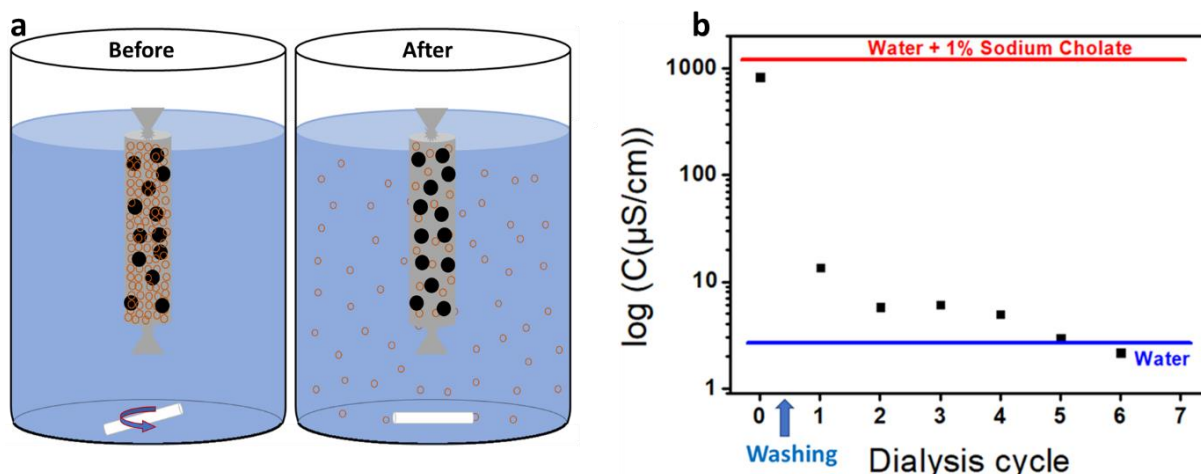 a
Before
After
b
Water + 1% Sodium Cholate
1000
100
10
1
log (C(µS/cm))
Water
0 1 2 3 4 5 6 7
Washing
Dialysis cycle